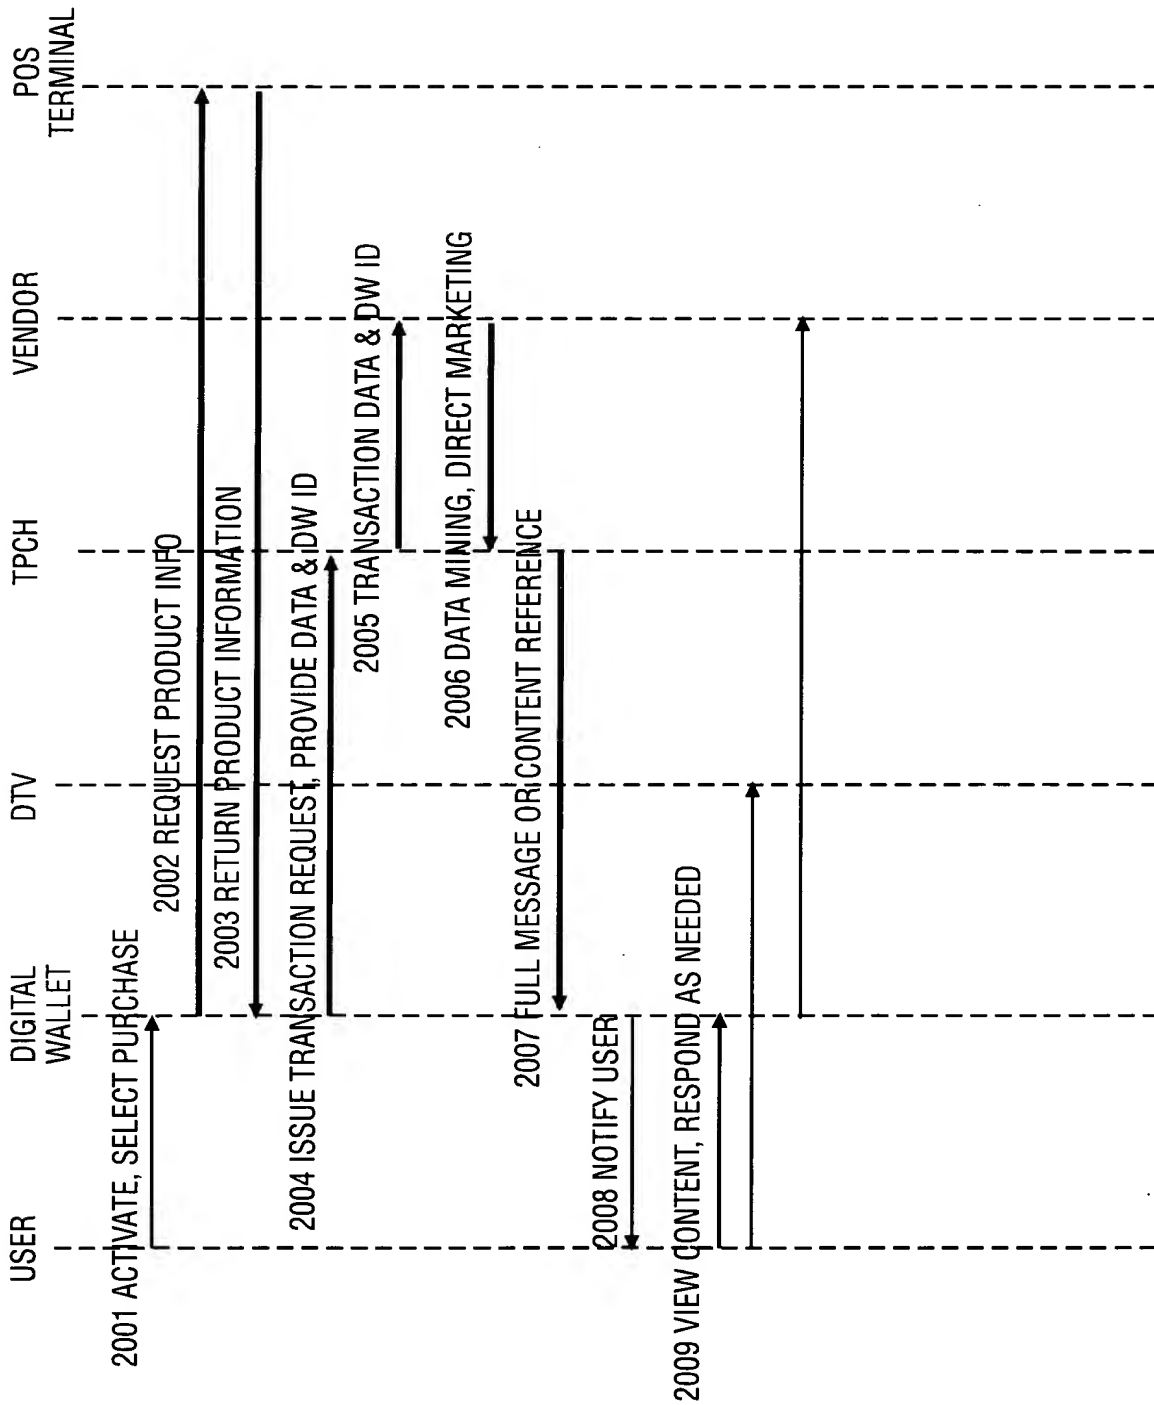 USER
DIGITAL
WALLET
DTV
TPCH
VENDOR
POS
TERMINAL
2001 ACTIVATE, SELECT PURCHASE
2002 REQUEST PRODUCT INFO
2003 RETURN PRODUCT INFORMATION
2004 ISSUE TRANSACTION REQUEST, PROVIDE DATA & DW ID
2005 TRANSACTION DATA & DW ID
2006 DATA MINING, DIRECT MARKETING
2007 FULL MESSAGE OR CONTENT REFERENCE
2008 NOTIFY USER
2009 VIEW CONTENT, RESPOND AS NEEDED